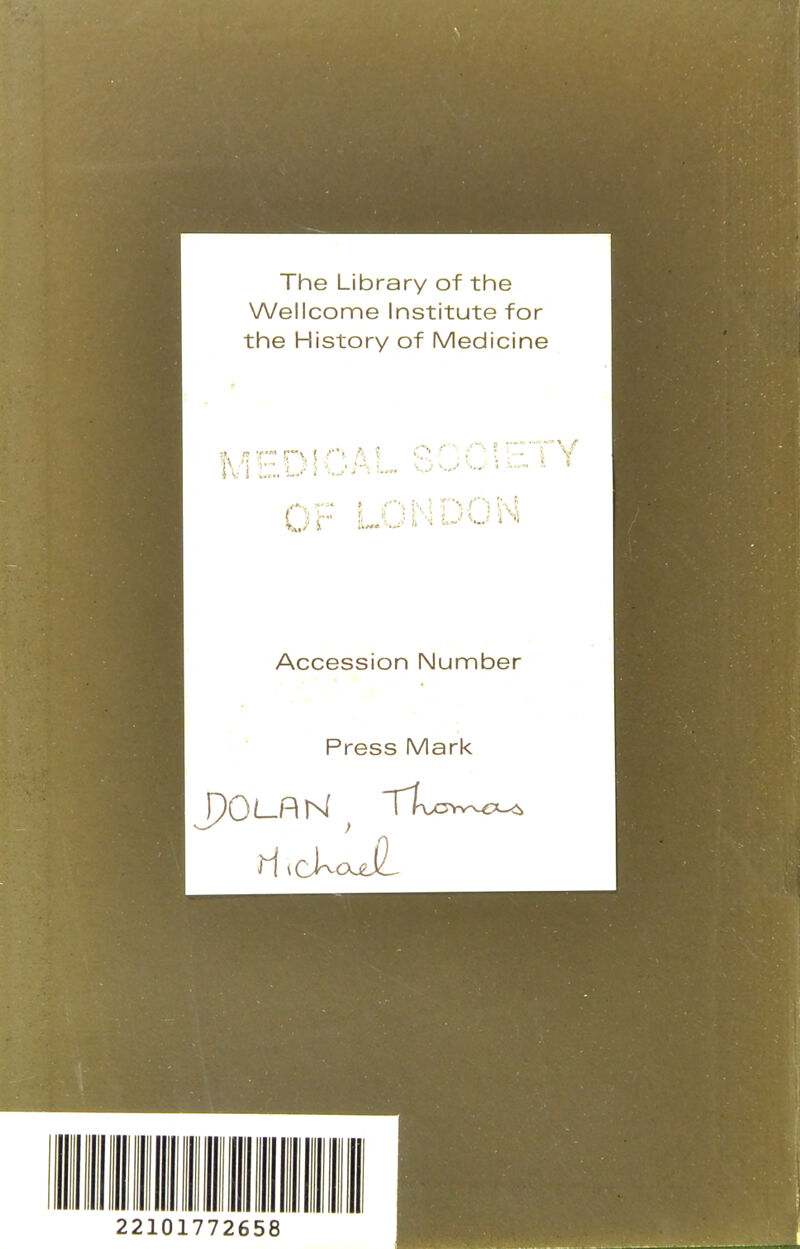 The Library of the
Wellcome Institute for
the History of Medicine
MEDICAL SOCIETY
OF LONDON
Accession Number
Press Mark
DOLAN, Thomas
Michael
22101772658